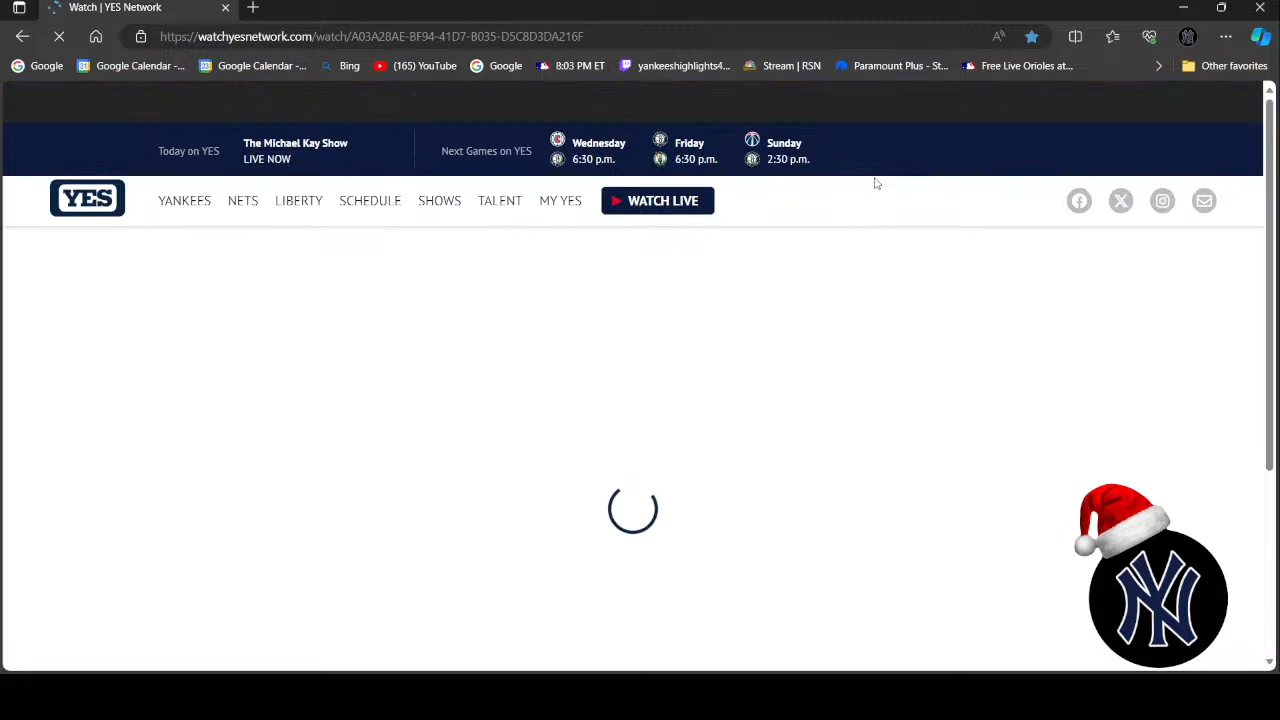 Watch | YES Network
https://watchyesnetwork.com/watch/A03A28AE-BF94-41D7-B035-D5C8D3DA216F
Google
Google Calendar -...
Google Calendar -...
Bing
(165) YouTube
Google
8:03 PM ET
yankeeshighlights4...
Stream | RSN
Paramount Plus - St...
Free Live Orioles at...
Other favorites
Today on YES
The Michael Kay Show
LIVE NOW
Next Games on YES
Wednesday
6:30 p.m.
Friday
6:30 p.m.
Sunday
2:30 p.m.
YES
YANKEES
NETS
LIBERTY
SCHEDULE
SHOWS
TALENT
MY YES
WATCH LIVE
NY